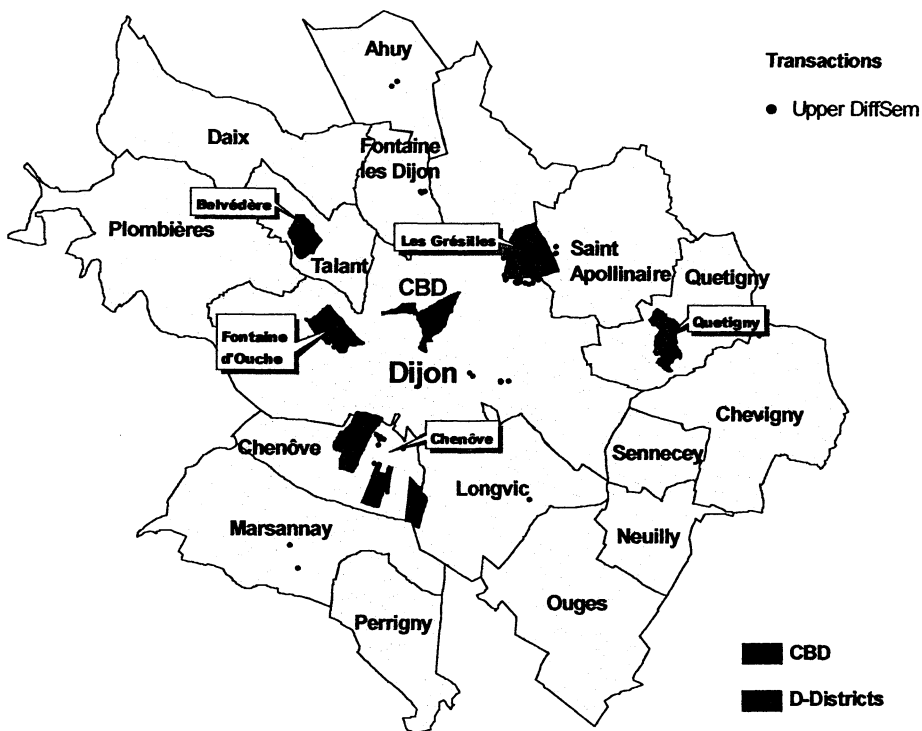 Ahuy
Transactions
Upper DiffSem
Daix
Fontaine
les Dijon
Belvédère
Plombières
Talant
Les Grésilles
Saint
Apollinaire
Quetigny
CBD
Quetigny
Fontaine
d'Ouche
Dijon
Chevigny
Chenôve
Chenôve
Sennecey
Longvic
Marsannay
Neuilly
Ouges
Perrigny
CBD
D-Districts